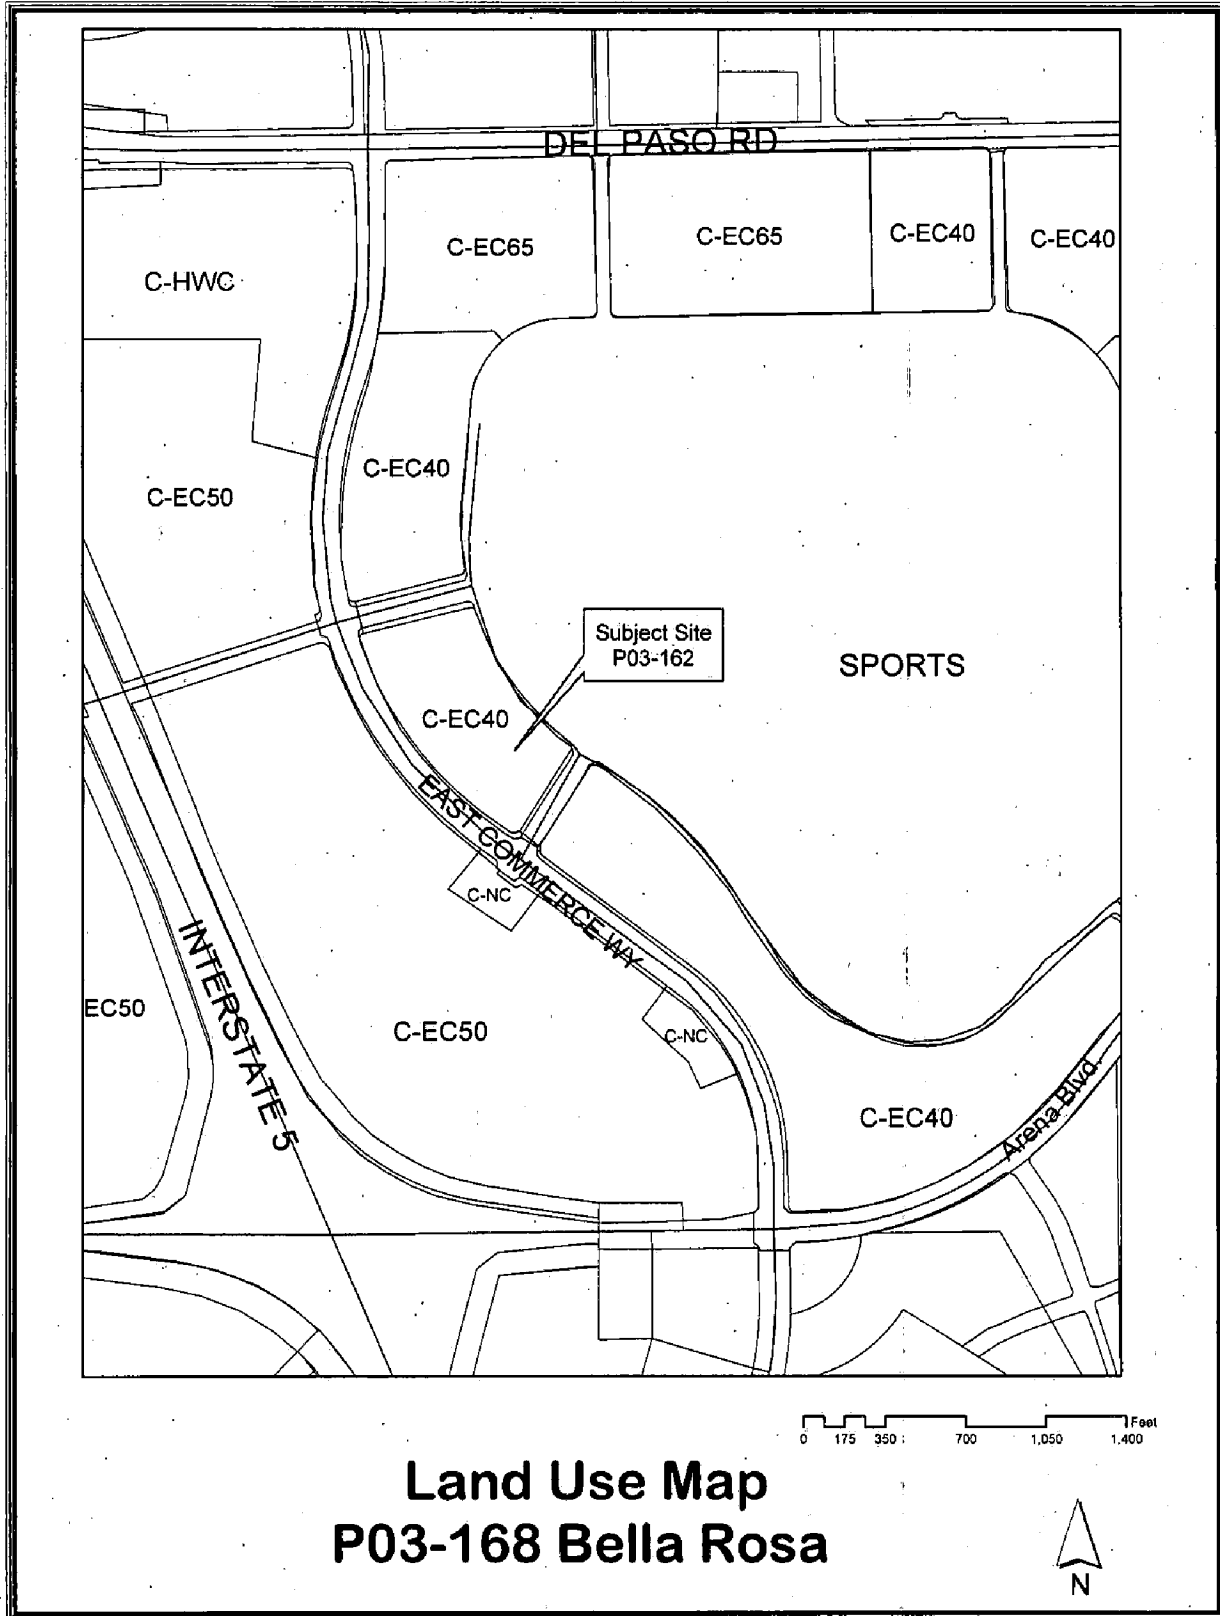 DEL PASO RD
C-EC65
C-EC65
C-EC40
C-EC40
C-HWC
C-EC40
C-EC50
Subject Site
P03-162
SPORTS
C-EC40
EAST COMMERCE WY
C-NC
INTERSTATE 5
EC50
C-EC50
C-NC
C-EC40
Arena Blvd.
Feet
0 175 350 700 1,050 1,400
Land Use Map
P03-168 Bella Rosa
N